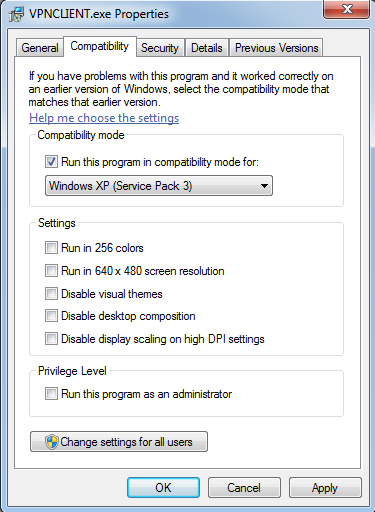 VPNCLIENT.exe Properties
General
Compatibility
Security
Details
Previous Versions
If you have problems with this program and it worked correctly on
an earlier version of Windows, select the compatibility mode that
matches that earlier version.
Help me choose the settings
Compatibility mode
Run this program in compatibility mode for:
Windows XP (Service Pack 3)
Settings
Run in 256 colors
Run in 640 x 480 screen resolution
Disable visual themes
Disable desktop composition
Disable display scaling on high DPI settings
Privilege Level
Run this program as an administrator
Change settings for all users
OK
Cancel
Apply